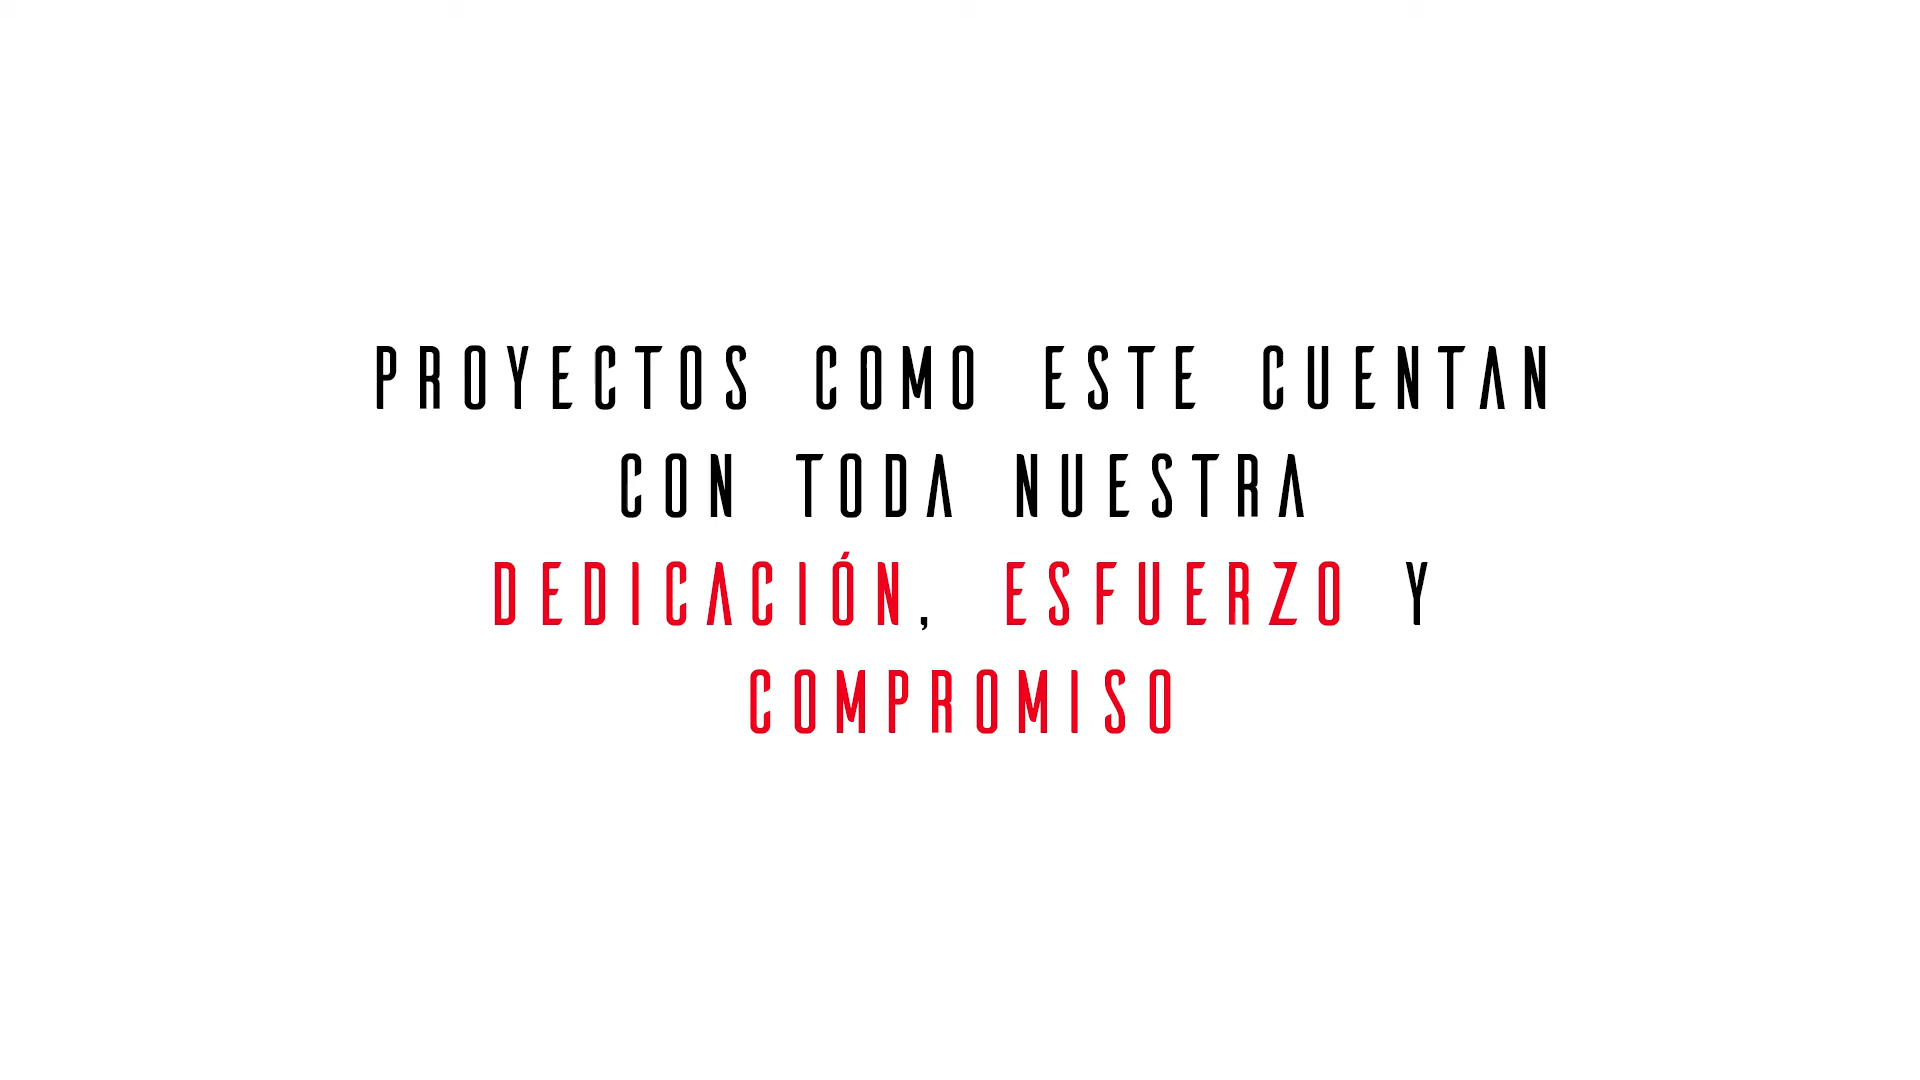 PROYECTOS COMO ESTE CUENTAN
CON TODA NUESTRA
DEDICACIÓN, ESFUERZO Y
COMPROMISO